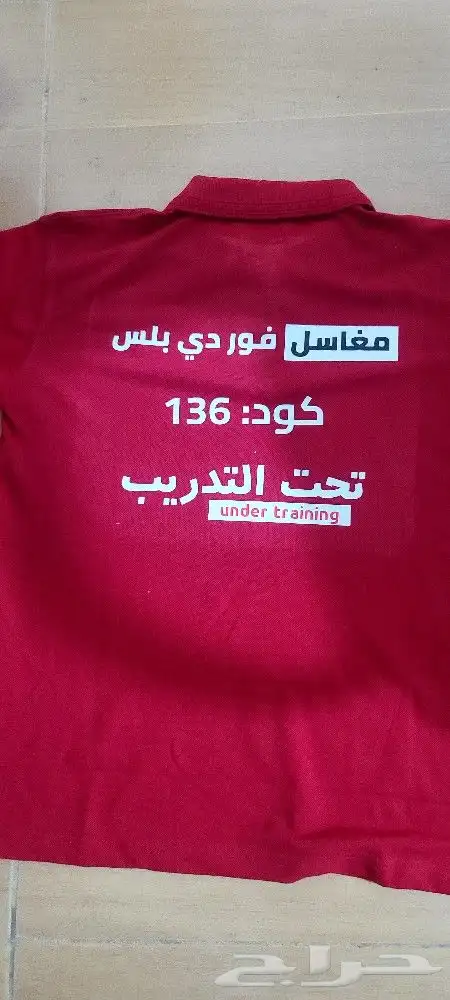 مغاسل فور دي بلس
كود: 136
تحت التدريب
under training
حراج